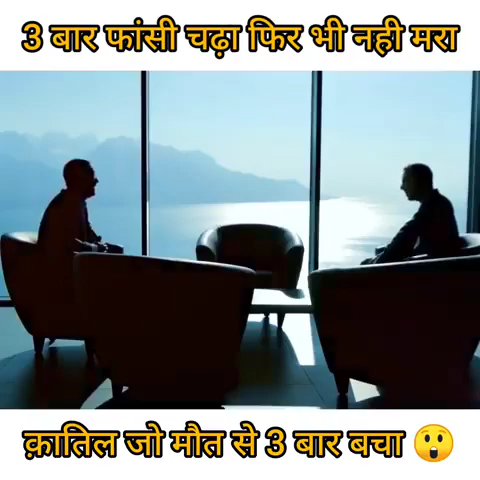 3 बार फांसी चढ़ा फिर भी नही मरा
क़ातिल जो मौत से 3 बार बचा 😲